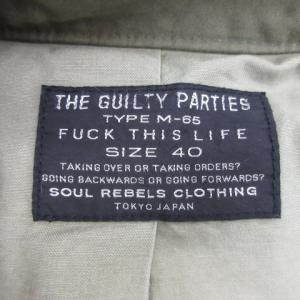 THE GUILTY PARTIES
TYPE M-65
FUCK THIS LIFE
SIZE 40
TAKING OVER OR TAKING ORDERS?
GOING BACKWARDS OR GOING FORWARDS?
SOUL REBELS CLOTHING
TOKYO JAPAN